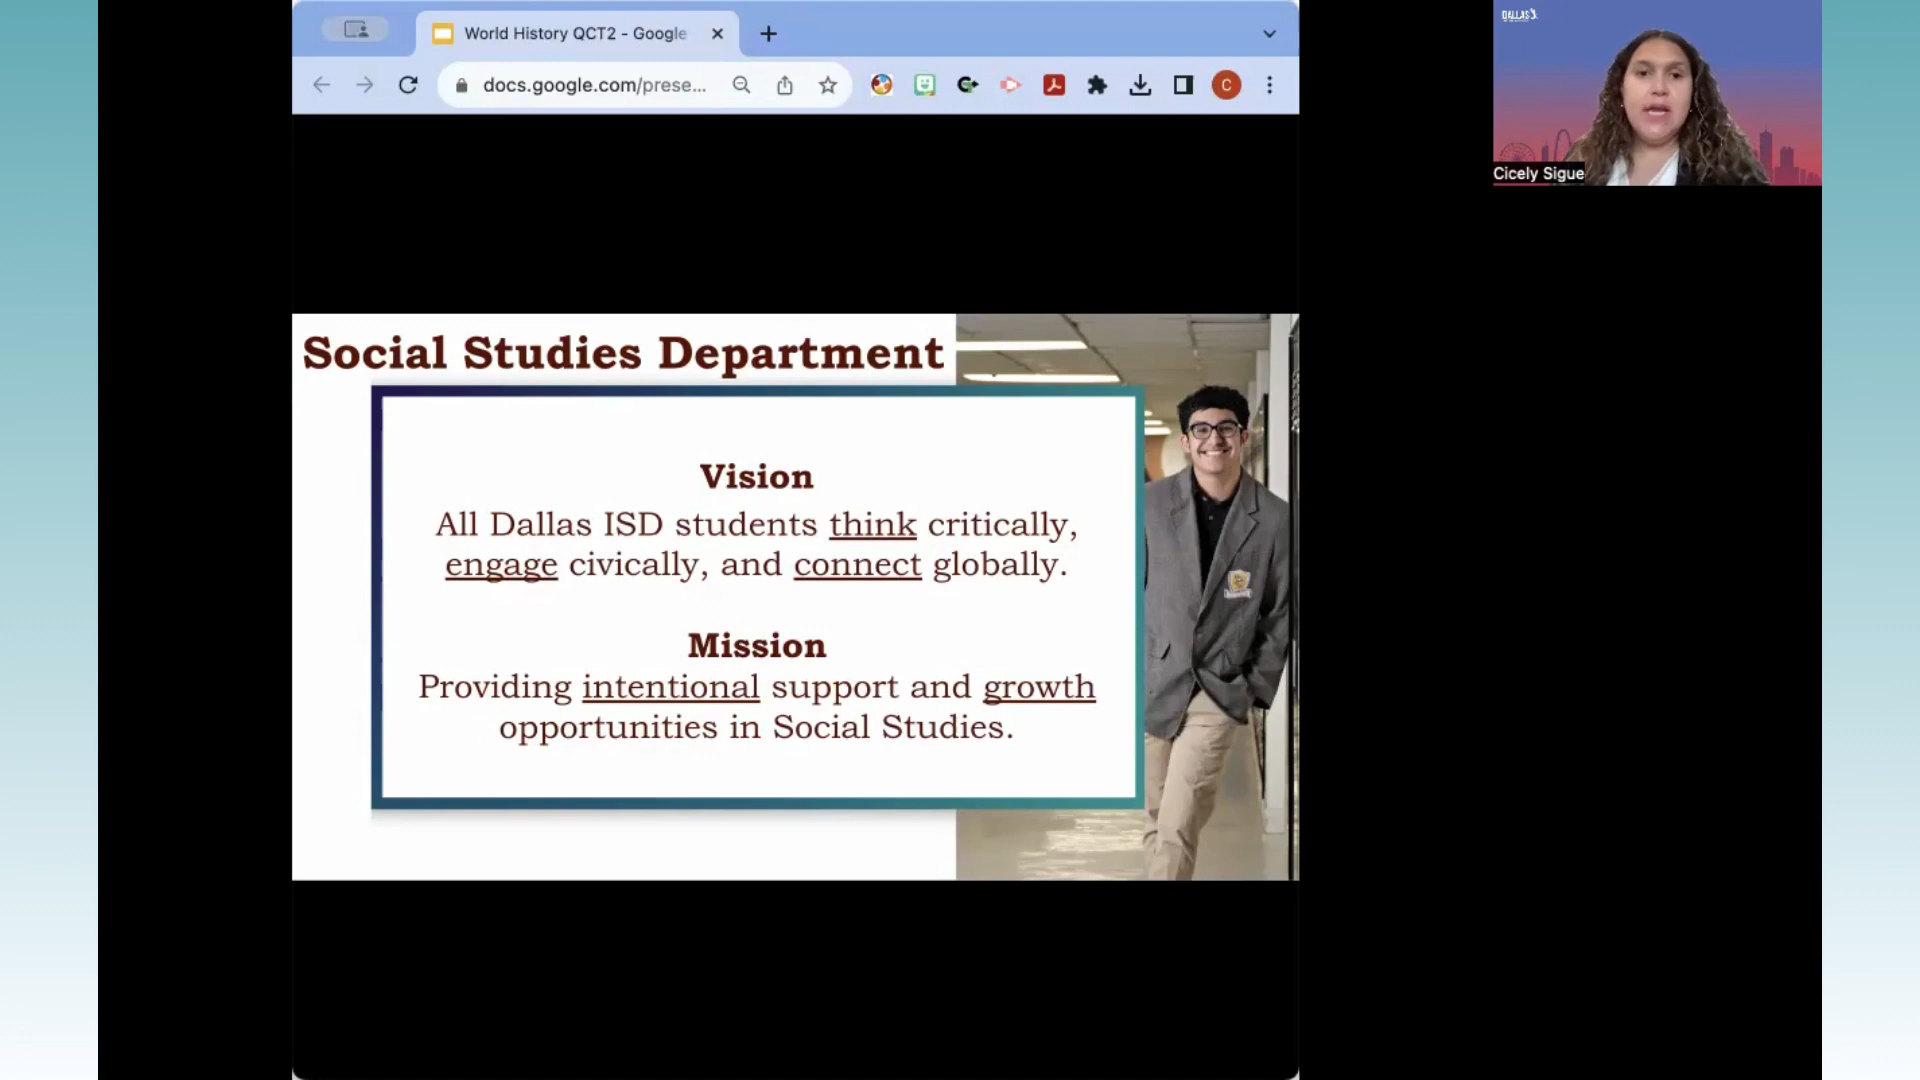 World History QCT2 - Google
docs.google.com/prese...
C
DALLAS
Cicely Sigue
Social Studies Department
Vision
All Dallas ISD students think critically,
engage civically, and connect globally.
Mission
Providing intentional support and growth
opportunities in Social Studies.